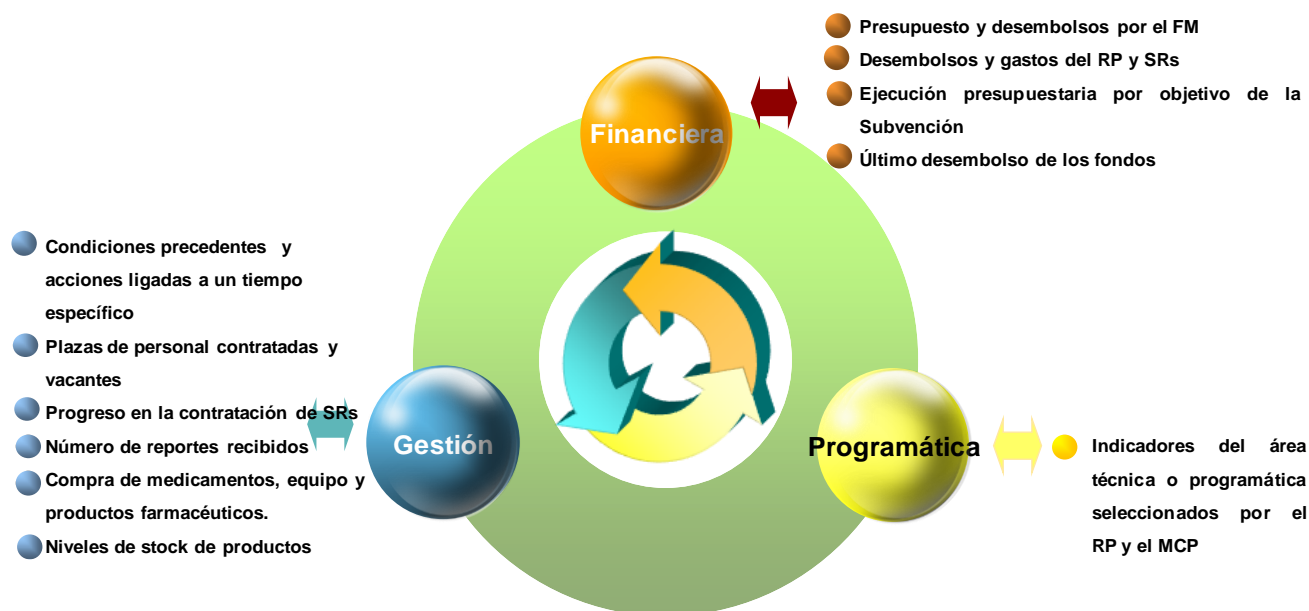 Presupuesto y desembolsos por el FM
Desembolsos y gastos del RP y SRs
Ejecución presupuestaria por objetivo de la
Subvención
Último desembolso de los fondos
Financiera
Condiciones precedentes y
acciones ligadas a un tiempo
específico
Plazas de personal contratadas y
vacantes
Progreso en la contratación de SRs
Número de reportes recibidos
Compra de medicamentos, equipo y
productos farmacéuticos.
Niveles de stock de productos
Gestión
Programática
Indicadores del área
técnica o programática
seleccionados por el
RP y el MCP